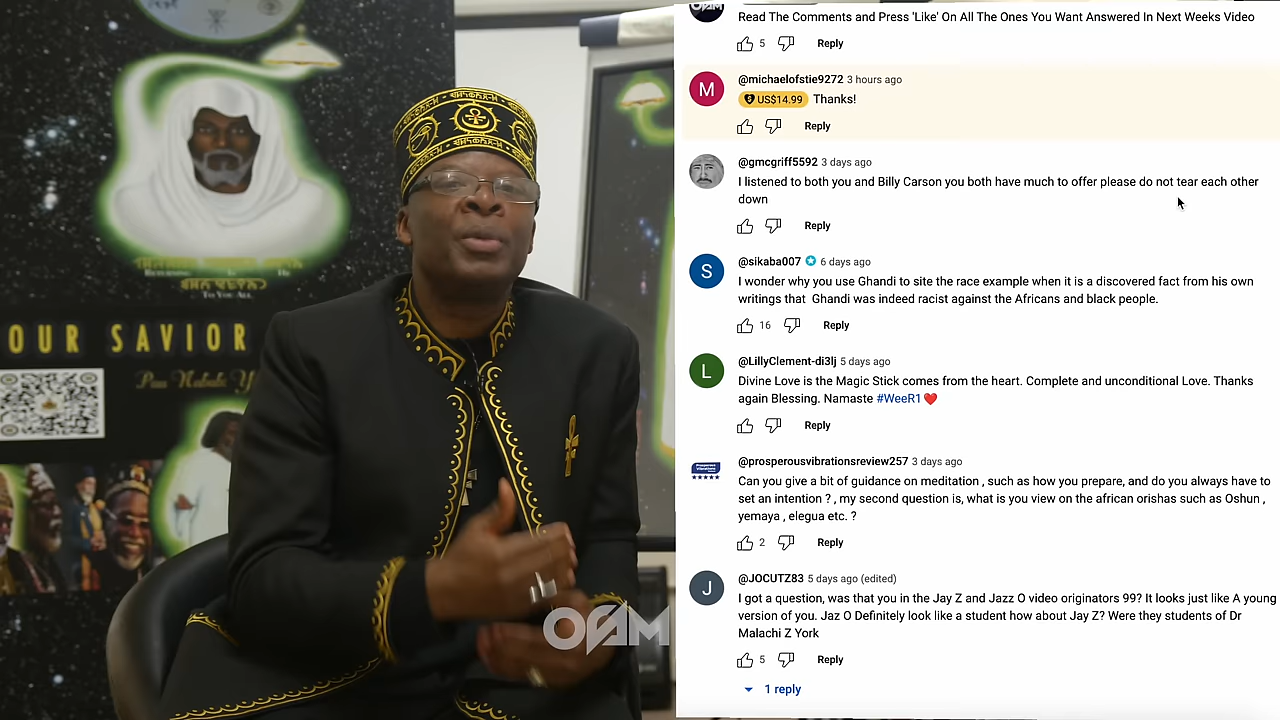 OUR SAVIOR
To You All
OAM
Read The Comments and Press 'Like' On All The Ones You Want Answered In Next Weeks Video
5 Reply
M
@michaelofstie9272 3 hours ago
US$14.99 Thanks!
Reply
@gmcgriff5592 3 days ago
I listened to both you and Billy Carson you both have much to offer please do not tear each other
down
Reply
S
@sikaba007 6 days ago
I wonder why you use Ghandi to site the race example when it is a discovered fact from his own
writings that Ghandi was indeed racist against the Africans and black people.
16 Reply
L
@LillyClement-di3lj 5 days ago
Divine Love is the Magic Stick comes from the heart. Complete and unconditional Love. Thanks
again Blessing. Namaste #WeeR1❤️
Reply
@prosperousvibrationsreview257 3 days ago
Can you give a bit of guidance on meditation , such as how you prepare, and do you always have to
set an intention ? , my second question is, what is you view on the african orishas such as Oshun ,
yemaya , elegua etc. ?
2 Reply
J
@JOCUTZ83 5 days ago (edited)
I got a question, was that you in the Jay Z and Jazz O video originators 99? It looks just like A young
version of you. Jaz O Definitely look like a student how about Jay Z? Were they students of Dr
Malachi Z York
5 Reply
1 reply